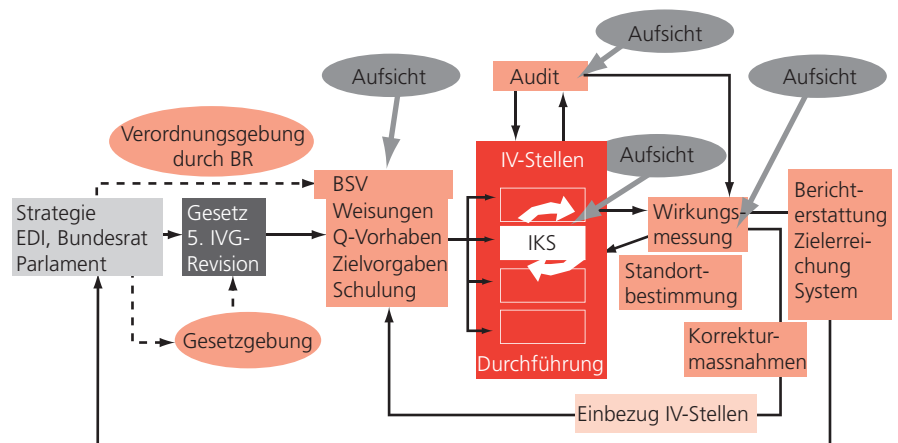 Aufsicht
Aufsicht
Audit
Aufsicht
Verordnungsgebung
durch BR
IV-Stellen
Aufsicht
BSV
Weisungen
Q-Vorhaben
Zielvorgaben
Schulung
Strategie
EDI, Bundesrat
Parlament
Gesetz
5. IVG-
Revision
IKS
Wirkungs-
messung
Bericht-
erstattung
Zielerrei-
chung
System
Standort-
bestimmung
Gesetzgebung
Durchführung
Korrektur-
massnahmen
Einbezug IV-Stellen